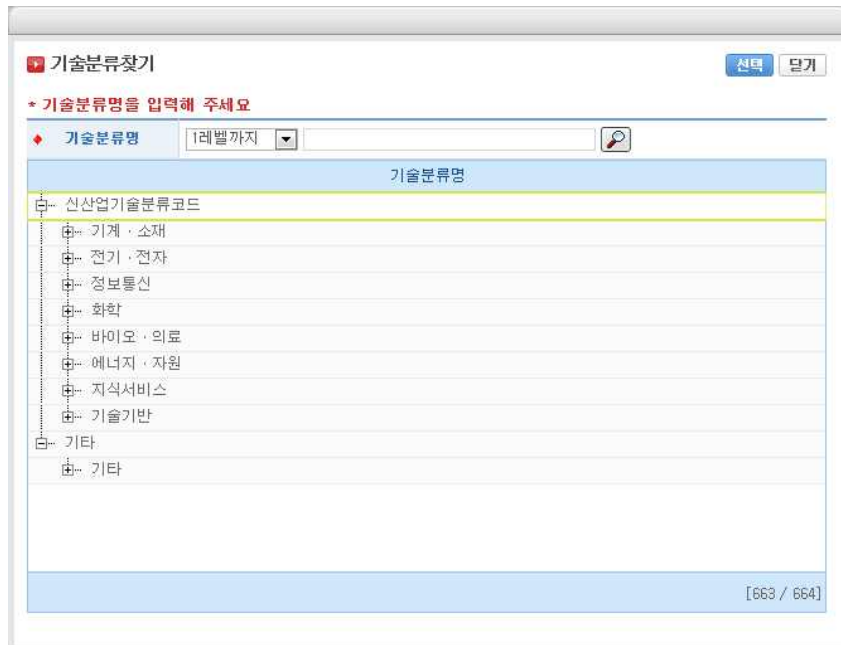 기술분류찾기
선택 닫기
* 기술분류명을 입력해 주세요
기술분류명 1레벨까지
기술분류명
신산업기술분류코드
기계 · 소재
전기 · 전자
정보통신
화학
바이오 · 의료
에너지 · 자원
지식서비스
기술기반
기타
기타
[663 / 664]